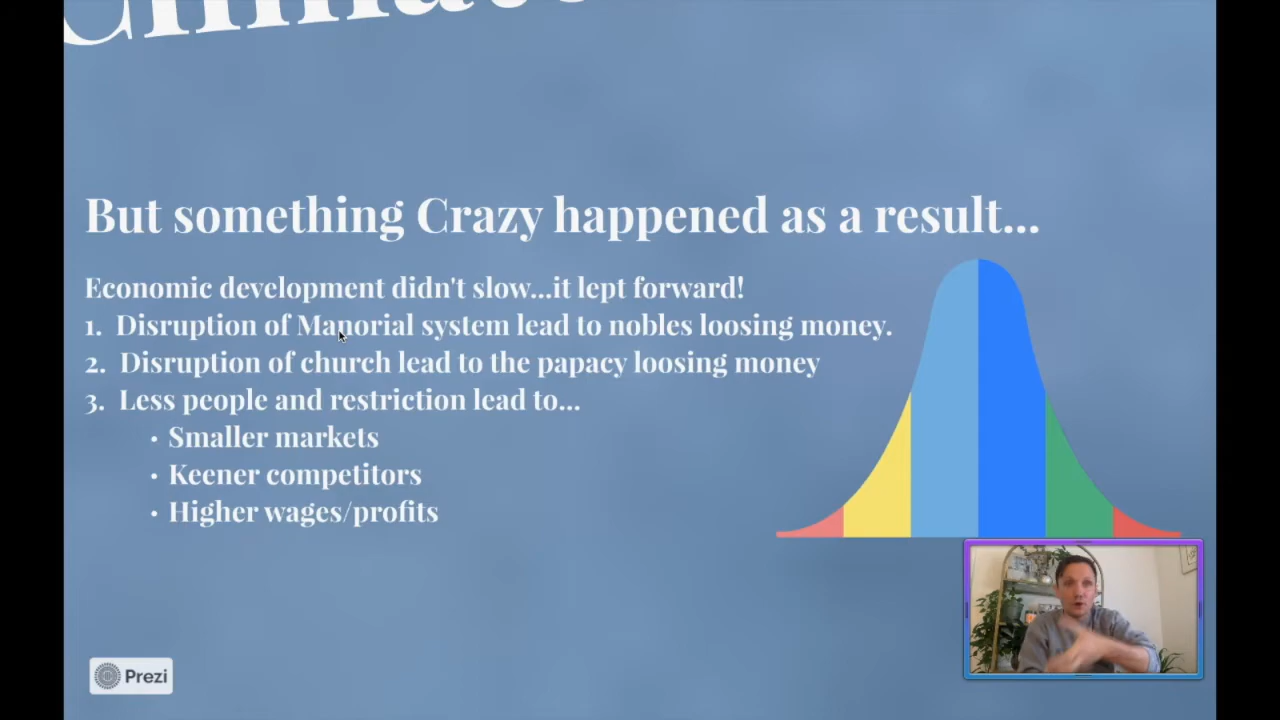 Climate
But something Crazy happened as a result...
Economic development didn't slow...it lept forward!
1. Disruption of Manorial system lead to nobles loosing money.
2. Disruption of church lead to the papacy loosing money
3. Less people and restriction lead to...
• Smaller markets
• Keener competitors
• Higher wages/profits
Prezi